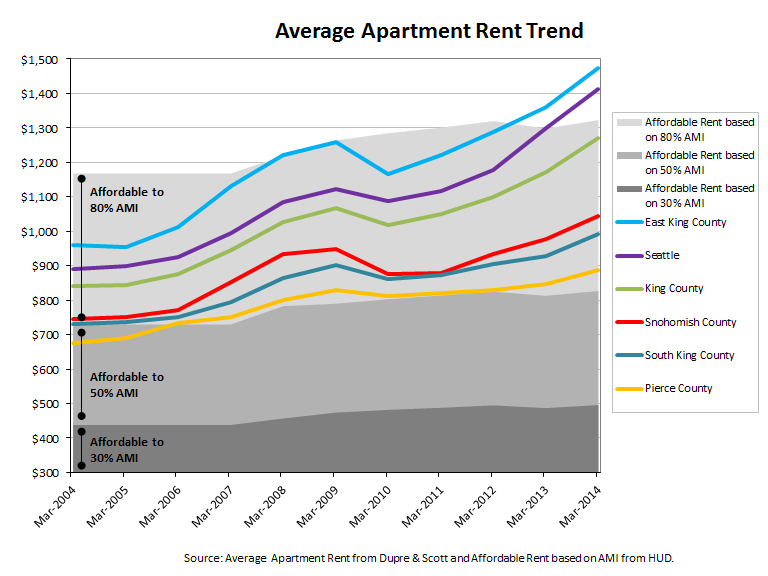 Average Apartment Rent Trend
$1,500
$1,400
$1,300
$1,200
$1,100
$1,000
$900
$800
$700
$600
$500
$400
$300
Affordable to
80% AMI
Affordable to
50% AMI
Affordable to
30% AMI
Mar-2004
Mar-2005
Mar-2006
Mar-2007
Mar-2008
Mar-2009
Mar-2010
Mar-2011
Mar-2012
Mar-2013
Mar-2014
Affordable Rent based
on 80% AMI
Affordable Rent based
on 50% AMI
Affordable Rent based
on 30% AMI
East King County
Seattle
King County
Snohomish County
South King County
Pierce County
Source: Average Apartment Rent from Dupre & Scott and Affordable Rent based on AMI from HUD.